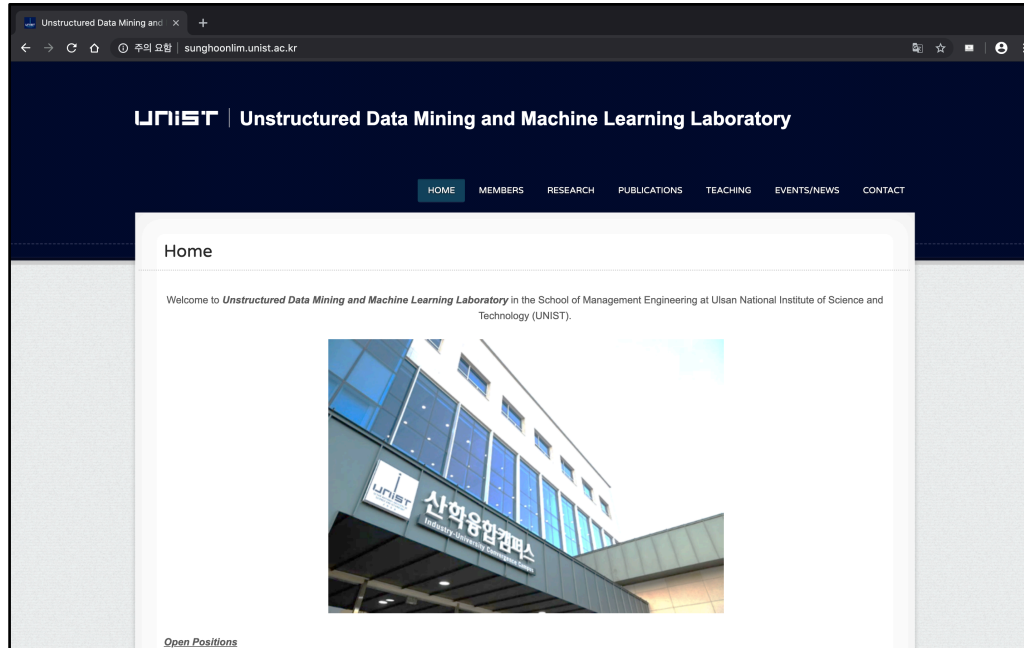 Unstructured Data Mining and
주의 요함 | sunghoonlim.unist.ac.kr
UNIST | Unstructured Data Mining and Machine Learning Laboratory
HOME MEMBERS RESEARCH PUBLICATIONS TEACHING EVENTS/NEWS CONTACT
Home
Welcome to Unstructured Data Mining and Machine Learning Laboratory in the School of Management Engineering at Ulsan National Institute of Science and
Technology (UNIST).
UNIST
산학융합캠퍼스
Industry-University Convergence Campus
Open Positions